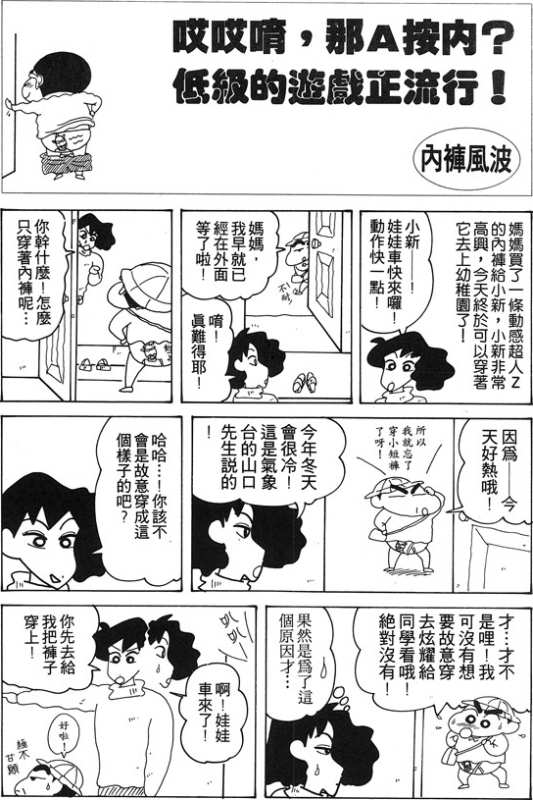 哎哎唷，那A按內？
低級的遊戲正流行！
內褲風波
媽媽買了一條動感超人Z
的內褲給小新，小新非常
高興，今天終於可以穿著
它去上幼稚園了！
小新！
娃娃車快來囉！
動作快一點！
媽媽，
我早就已
經在外面
等了啦！
唷！
真難得耶！
你幹什麼！怎麼
只穿著內褲呢…
因為——今
天好熱哦！
所以
我就忘了
穿小短褲
了呀！
今年冬天
會很冷！
這是氣象
台的山口
先生說的
！
哈哈…！你該不
會是故意穿成這
個樣子的吧？
才…才不
是哩！我
可沒有想
要故意穿
去炫耀給
同學看哦！
絕對沒有！
果然是為了這
個原因才…
叭叭
啊！娃娃
車來了！
你先去給
我把褲子
穿上！
好啦！
極不
甘願